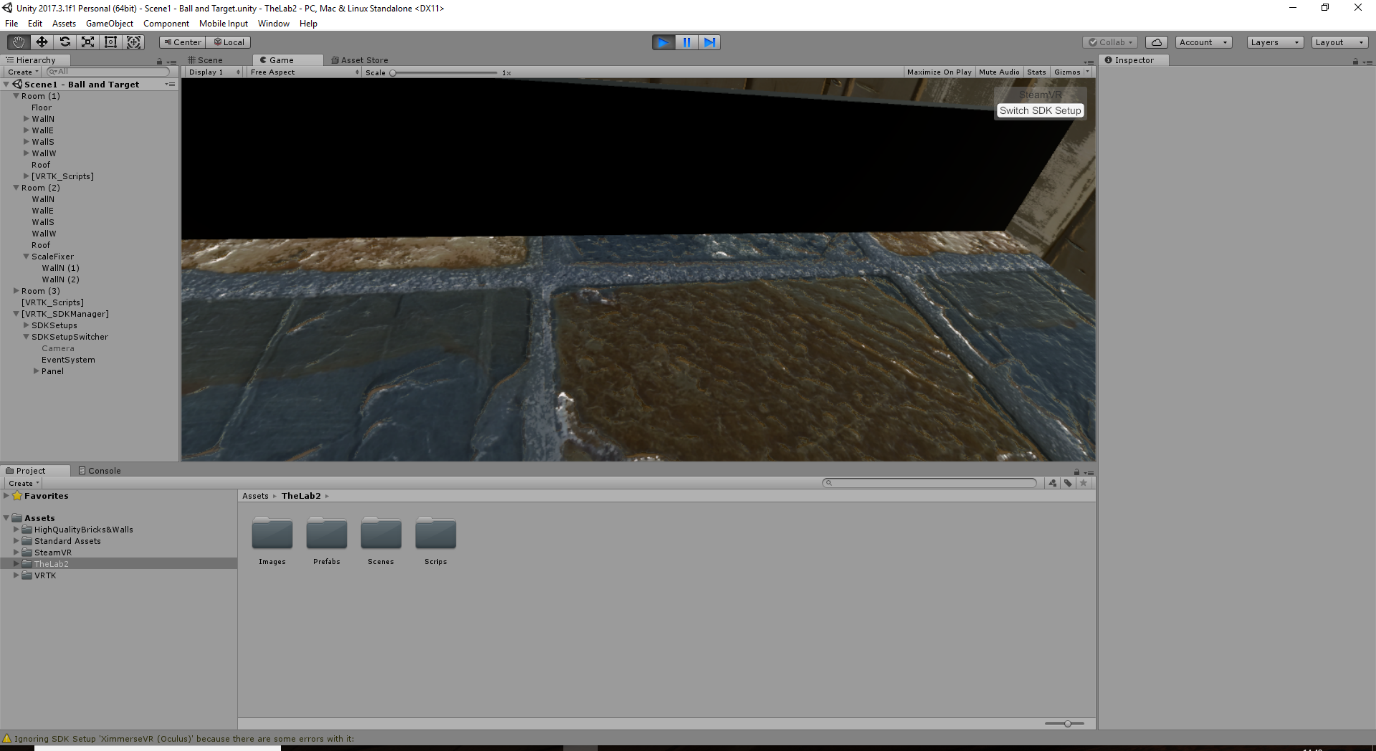 Unity 2017.3.1f1 Personal (64bit) - Scene1 - Ball and Target.unity - TheLab2 - PC, Mac & Linux Standalone <DX11>
File Edit Assets GameObject Component Mobile Input Window Help
Center Local Collab Account Layers Layout
Hierarchy Scene Game Asset Store Inspector
Create All Display 1 Free Aspect Scale 1x Maximize On Play Mute Audio Stats Gizmos
Scene1 - Ball and Target
SteamVR
Switch SDK Setup
Room (1)
Floor
WallN
WallE
WallS
WallW
Roof
[VRTK_Scripts]
Room (2)
WallN
WallE
WallS
WallW
Roof
ScaleFixer
WallN (1)
WallN (2)
Room (3)
[VRTK_Scripts]
[VRTK_SDKManager]
SDKSetups
SDKSetupSwitcher
Camera
EventSystem
Panel
Project Console
Create
Favorites
Assets
HighQualityBricks&Walls
Standard Assets
SteamVR
TheLab2
VRTK
Assets TheLab2
Images Prefabs Scenes Scrips
Ignoring SDK Setup 'XimmerseVR (Oculus)' because there are some errors with it: